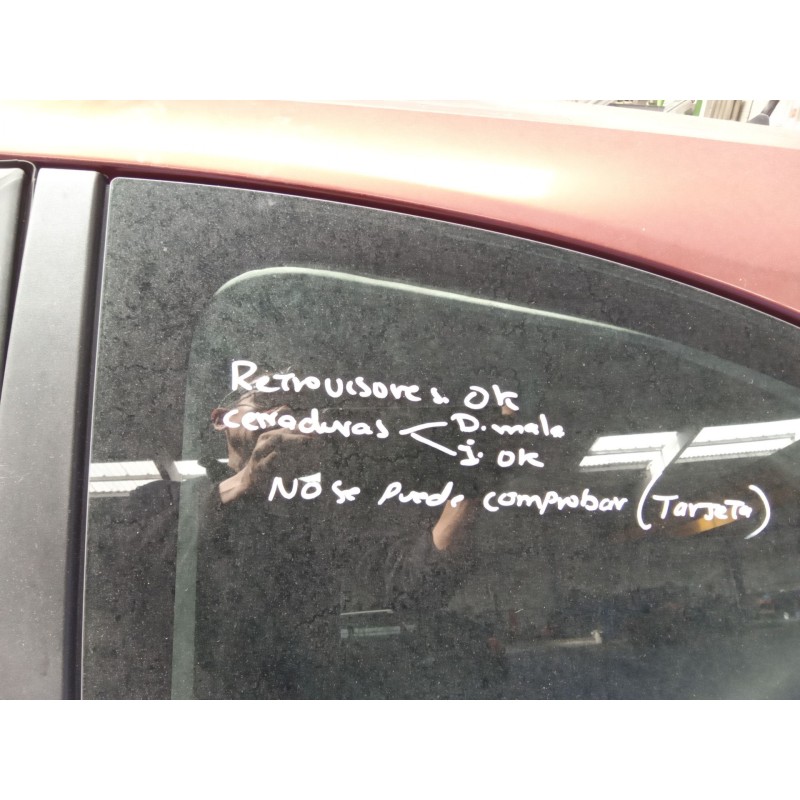 Retrovisores. OK
cerraduras D. mala
i. OK
No se puede comprobar (Tarjeta)